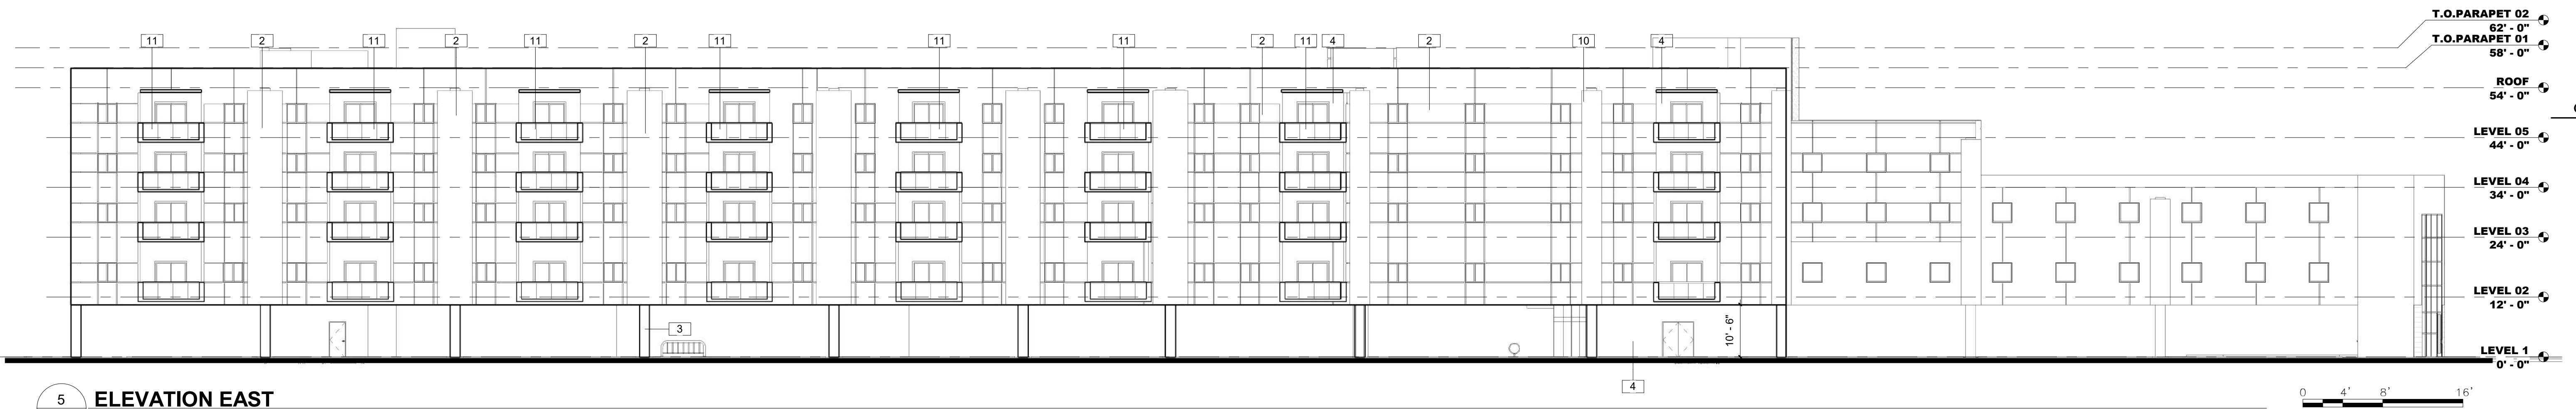 T.O.PARAPET 02
62' - 0"
T.O.PARAPET 01
58' - 0"
11 2 11 2 11 2 11 11 11 2 11 4 2 10 4
ROOF
54' - 0"
LEVEL 05
44' - 0"
LEVEL 04
34' - 0"
LEVEL 03
24' - 0"
LEVEL 02
12' - 0"
3
10' - 6"
LEVEL 1
0' - 0"
4
5 ELEVATION EAST
0 4' 8' 16'